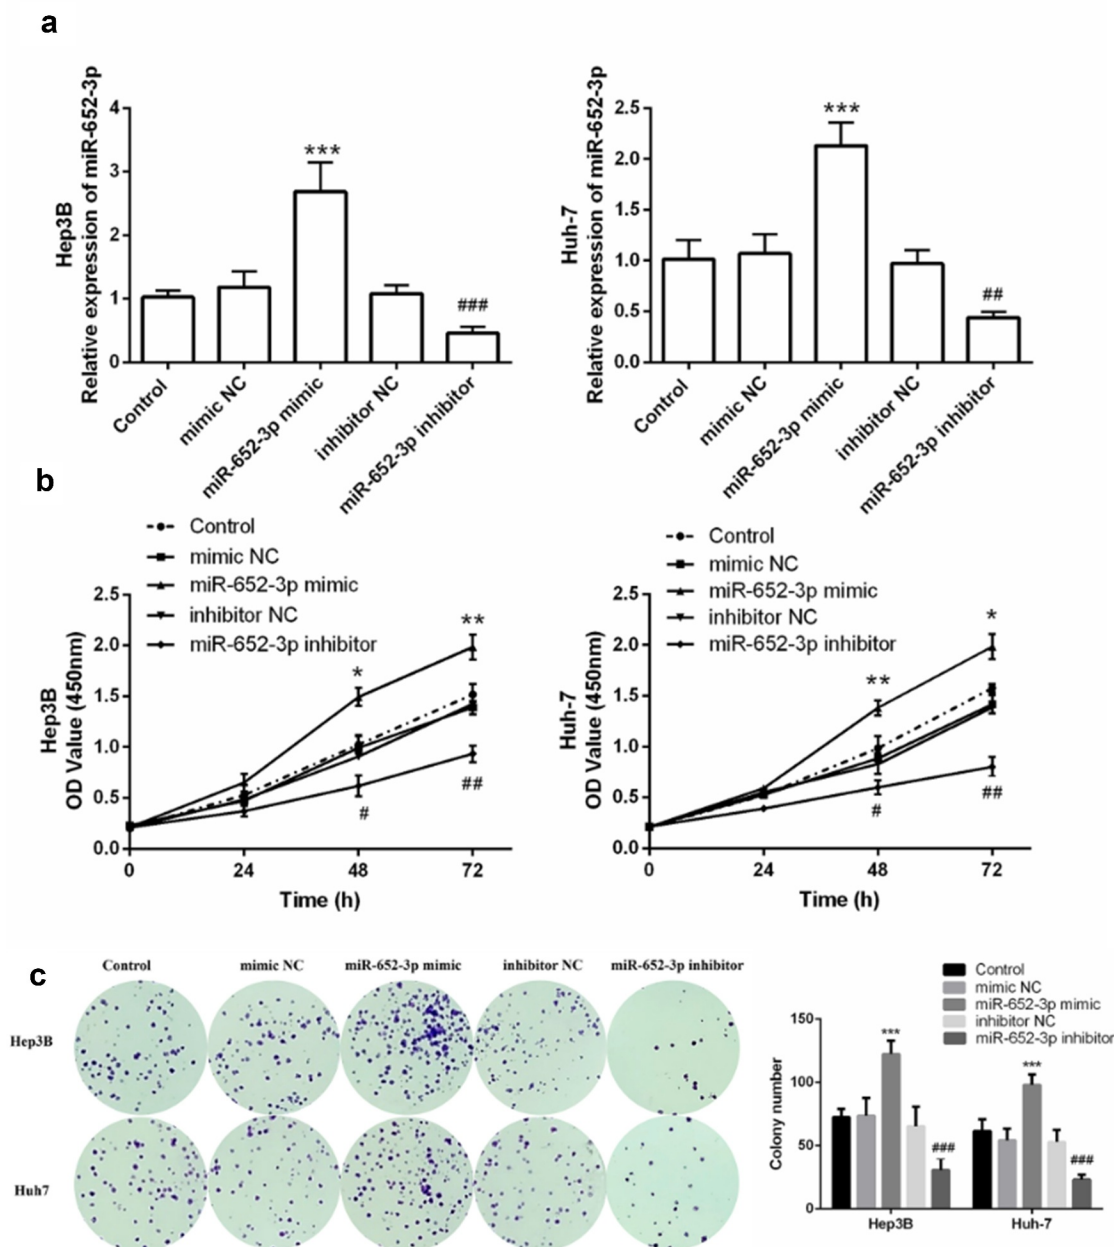 a
Hep3B
Relative expression of miR-652-3p
4
3
2
1
0
***
###
Control
mimic NC
miR-652-3p mimic
inhibitor NC
miR-652-3p inhibitor
Huh-7
Relative expression of miR-652-3p
2.5
2.0
1.5
1.0
0.5
0.0
***
##
Control
mimic NC
miR-652-3p mimic
inhibitor NC
miR-652-3p inhibitor
b
Control
mimic NC
miR-652-3p mimic
inhibitor NC
miR-652-3p inhibitor
Hep3B
OD Value (450nm)
2.5
2.0
1.5
1.0
0.5
0.0
*
**
#
##
0 24 48 72
Time (h)
Control
mimic NC
miR-652-3p mimic
inhibitor NC
miR-652-3p inhibitor
Huh-7
OD Value (450nm)
2.5
2.0
1.5
1.0
0.5
0.0
**
*
#
##
0 24 48 72
Time (h)
c
Control mimic NC miR-652-3p mimic inhibitor NC miR-652-3p inhibitor
Hep3B
Huh7
Control
mimic NC
miR-652-3p mimic
inhibitor NC
miR-652-3p inhibitor
Colony number
150
100
50
0
***
###
***
###
Hep3B Huh-7